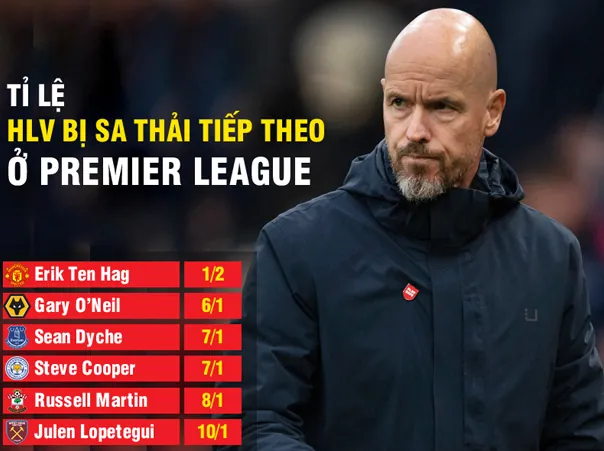 TỈ LỆ
HLV BỊ SA THẢI TIẾP THEO
Ở PREMIER LEAGUE
Erik Ten Hag 1/2
Gary O’Neil 6/1
Sean Dyche 7/1
Steve Cooper 7/1
Russell Martin 8/1
Julen Lopetegui 10/1